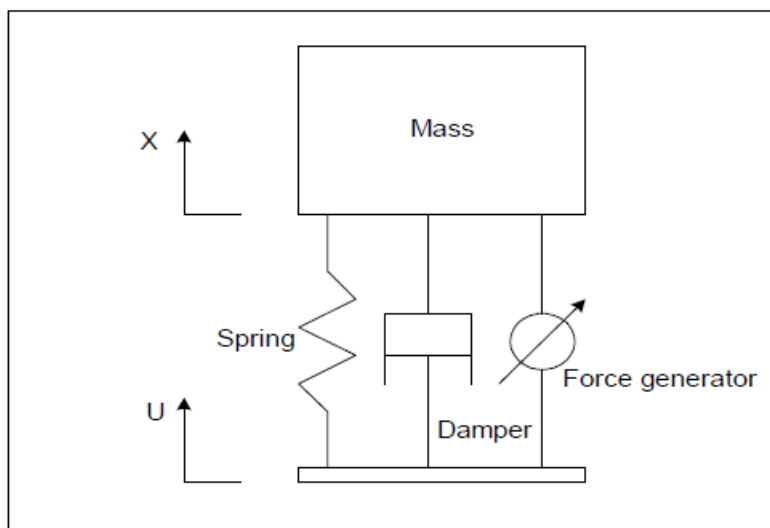 Mass
X
Spring
Force generator
U
Damper